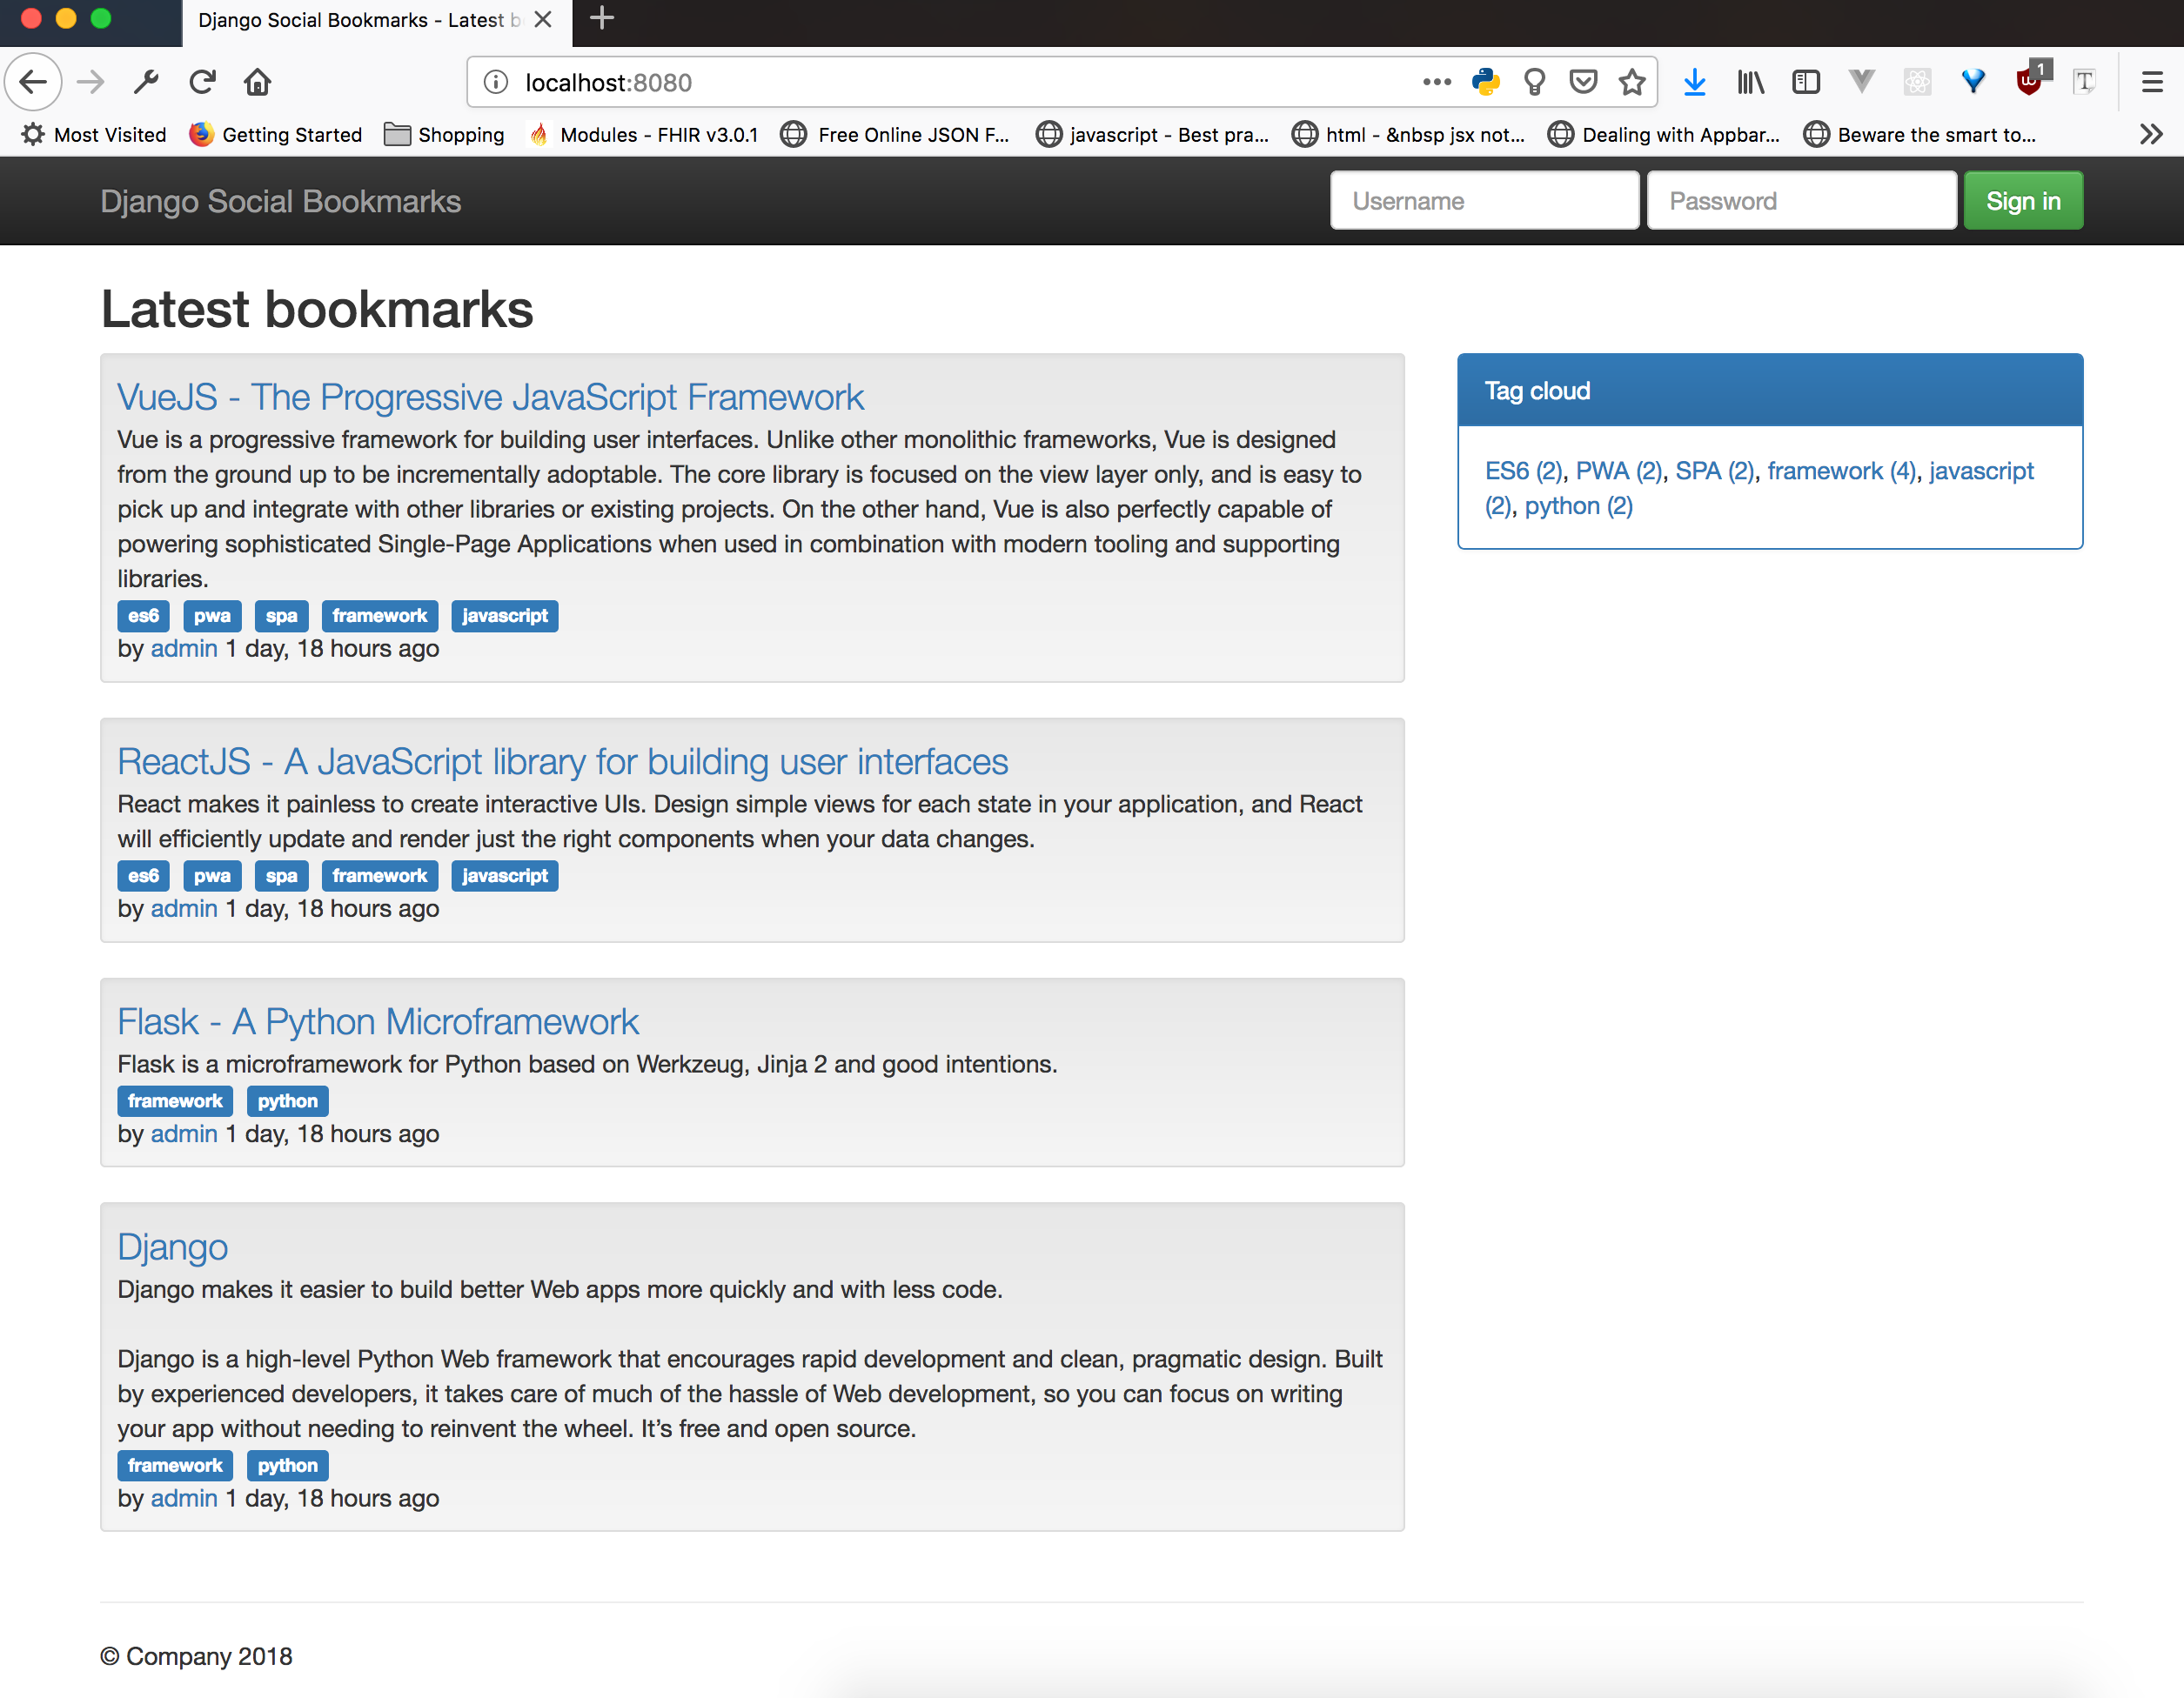 Django Social Bookmarks - Latest b
localhost:8080
1
Most Visited
Getting Started
Shopping
Modules - FHIR v3.0.1
Free Online JSON F...
javascript - Best pra...
html - &nbsp jsx not...
Dealing with Appbar...
Beware the smart to...
Django Social Bookmarks
Username
Password
Sign in
Latest bookmarks
VueJS - The Progressive JavaScript Framework
Vue is a progressive framework for building user interfaces. Unlike other monolithic frameworks, Vue is designed
from the ground up to be incrementally adoptable. The core library is focused on the view layer only, and is easy to
pick up and integrate with other libraries or existing projects. On the other hand, Vue is also perfectly capable of
powering sophisticated Single-Page Applications when used in combination with modern tooling and supporting
libraries.
es6 pwa spa framework javascript
by admin 1 day, 18 hours ago
ReactJS - A JavaScript library for building user interfaces
React makes it painless to create interactive UIs. Design simple views for each state in your application, and React
will efficiently update and render just the right components when your data changes.
es6 pwa spa framework javascript
by admin 1 day, 18 hours ago
Flask - A Python Microframework
Flask is a microframework for Python based on Werkzeug, Jinja 2 and good intentions.
framework python
by admin 1 day, 18 hours ago
Django
Django makes it easier to build better Web apps more quickly and with less code.
Django is a high-level Python Web framework that encourages rapid development and clean, pragmatic design. Built
by experienced developers, it takes care of much of the hassle of Web development, so you can focus on writing
your app without needing to reinvent the wheel. It’s free and open source.
framework python
by admin 1 day, 18 hours ago
Tag cloud
ES6 (2), PWA (2), SPA (2), framework (4), javascript
(2), python (2)
© Company 2018